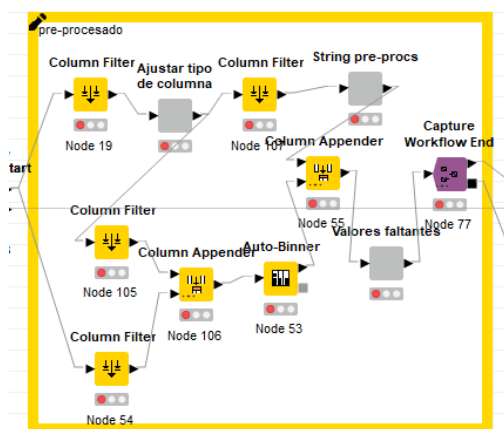 pre-procesado
Column Filter
Ajustar tipo
de columna
Column Filter
String pre-procs
Node 19
Node 107
Column Appender
Capture
Workflow End
tart
Node 55
Node 77
Column Filter
Valores faltantes
Column Appender
Auto-Binner
Node 105
Node 106
Node 53
Column Filter
Node 54